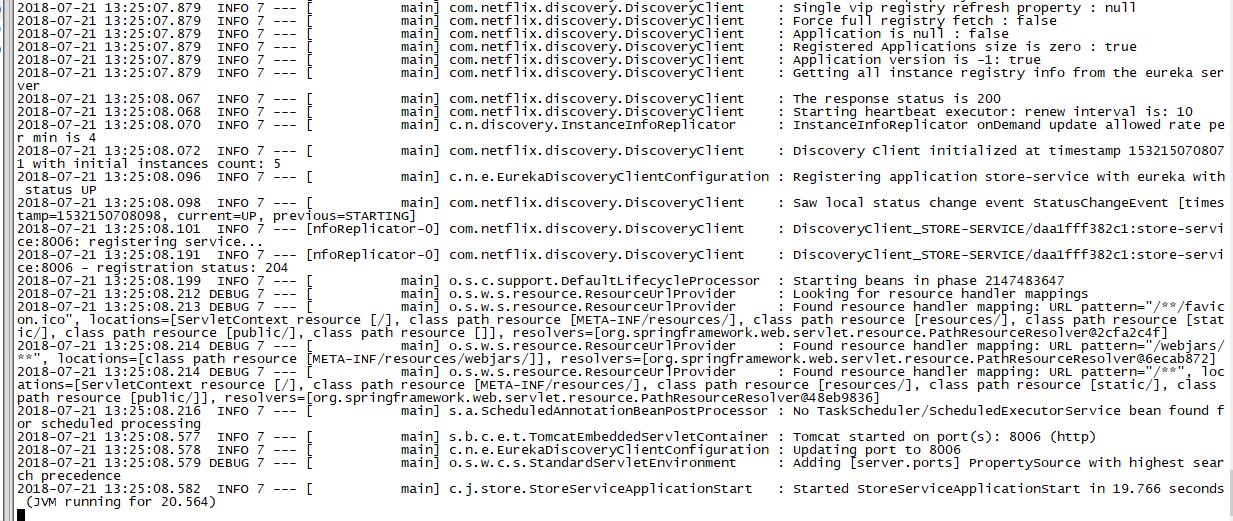 2018-07-21 13:25:07.879  INFO 7 --- [           main] com.netflix.discovery.DiscoveryClient    : Single vip registry refresh property : null
2018-07-21 13:25:07.879  INFO 7 --- [           main] com.netflix.discovery.DiscoveryClient    : Force full registry fetch : false
2018-07-21 13:25:07.879  INFO 7 --- [           main] com.netflix.discovery.DiscoveryClient    : Application is null : false
2018-07-21 13:25:07.879  INFO 7 --- [           main] com.netflix.discovery.DiscoveryClient    : Registered Applications size is zero : true
2018-07-21 13:25:07.879  INFO 7 --- [           main] com.netflix.discovery.DiscoveryClient    : Application version is -1: true
2018-07-21 13:25:07.879  INFO 7 --- [           main] com.netflix.discovery.DiscoveryClient    : Getting all instance registry info from the eureka ser
ver
2018-07-21 13:25:08.067  INFO 7 --- [           main] com.netflix.discovery.DiscoveryClient    : The response status is 200
2018-07-21 13:25:08.068  INFO 7 --- [           main] com.netflix.discovery.DiscoveryClient    : Starting heartbeat executor: renew interval is: 10
2018-07-21 13:25:08.070  INFO 7 --- [           main] c.n.discovery.InstanceInfoReplicator     : InstanceInfoReplicator onDemand update allowed rate pe
r min is 4
2018-07-21 13:25:08.072  INFO 7 --- [           main] com.netflix.discovery.DiscoveryClient    : Discovery Client initialized at timestamp 153215070807
1 with initial instances count: 5
2018-07-21 13:25:08.096  INFO 7 --- [           main] c.n.e.EurekaDiscoveryClientConfiguration : Registering application store-service with eureka with
 status UP
2018-07-21 13:25:08.098  INFO 7 --- [           main] com.netflix.discovery.DiscoveryClient    : Saw local status change event StatusChangeEvent [times
tamp=1532150708098, current=UP, previous=STARTING]
2018-07-21 13:25:08.101  INFO 7 --- [nfoReplicator-0] com.netflix.discovery.DiscoveryClient    : DiscoveryClient_STORE-SERVICE/daa1fff382c1:store-servi
ce:8006: registering service...
2018-07-21 13:25:08.191  INFO 7 --- [nfoReplicator-0] com.netflix.discovery.DiscoveryClient    : DiscoveryClient_STORE-SERVICE/daa1fff382c1:store-servi
ce:8006 - registration status: 204
2018-07-21 13:25:08.199  INFO 7 --- [           main] o.s.c.support.DefaultLifecycleProcessor  : Starting beans in phase 2147483647
2018-07-21 13:25:08.212 DEBUG 7 --- [           main] o.s.w.s.resource.ResourceUrlProvider     : Looking for resource handler mappings
2018-07-21 13:25:08.213 DEBUG 7 --- [           main] o.s.w.s.resource.ResourceUrlProvider     : Found resource handler mapping: URL pattern="/**/favic
on.ico", locations=[ServletContext resource [/], class path resource [META-INF/resources/], class path resource [resources/], class path resource [stat
ic/], class path resource [public/], class path resource []], resolvers=[org.springframework.web.servlet.resource.PathResourceResolver@2cfa2c4f]
2018-07-21 13:25:08.214 DEBUG 7 --- [           main] o.s.w.s.resource.ResourceUrlProvider     : Found resource handler mapping: URL pattern="/webjars/
**", locations=[class path resource [META-INF/resources/webjars/]], resolvers=[org.springframework.web.servlet.resource.PathResourceResolver@6ecab872]
2018-07-21 13:25:08.214 DEBUG 7 --- [           main] o.s.w.s.resource.ResourceUrlProvider     : Found resource handler mapping: URL pattern="/**", loc
ations=[ServletContext resource [/], class path resource [META-INF/resources/], class path resource [resources/], class path resource [static/], class
path resource [public/]], resolvers=[org.springframework.web.servlet.resource.PathResourceResolver@48eb9836]
2018-07-21 13:25:08.216  INFO 7 --- [           main] s.a.ScheduledAnnotationBeanPostProcessor : No TaskScheduler/ScheduledExecutorService bean found f
or scheduled processing
2018-07-21 13:25:08.577  INFO 7 --- [           main] s.b.c.e.t.TomcatEmbeddedServletContainer : Tomcat started on port(s): 8006 (http)
2018-07-21 13:25:08.578  INFO 7 --- [           main] c.n.e.EurekaDiscoveryClientConfiguration : Updating port to 8006
2018-07-21 13:25:08.579 DEBUG 7 --- [           main] o.s.w.c.s.StandardServletEnvironment     : Adding [server.ports] PropertySource with highest sear
ch precedence
2018-07-21 13:25:08.582  INFO 7 --- [           main] c.j.store.StoreServiceApplicationStart   : Started StoreServiceApplicationStart in 19.766 seconds
 (JVM running for 20.564)